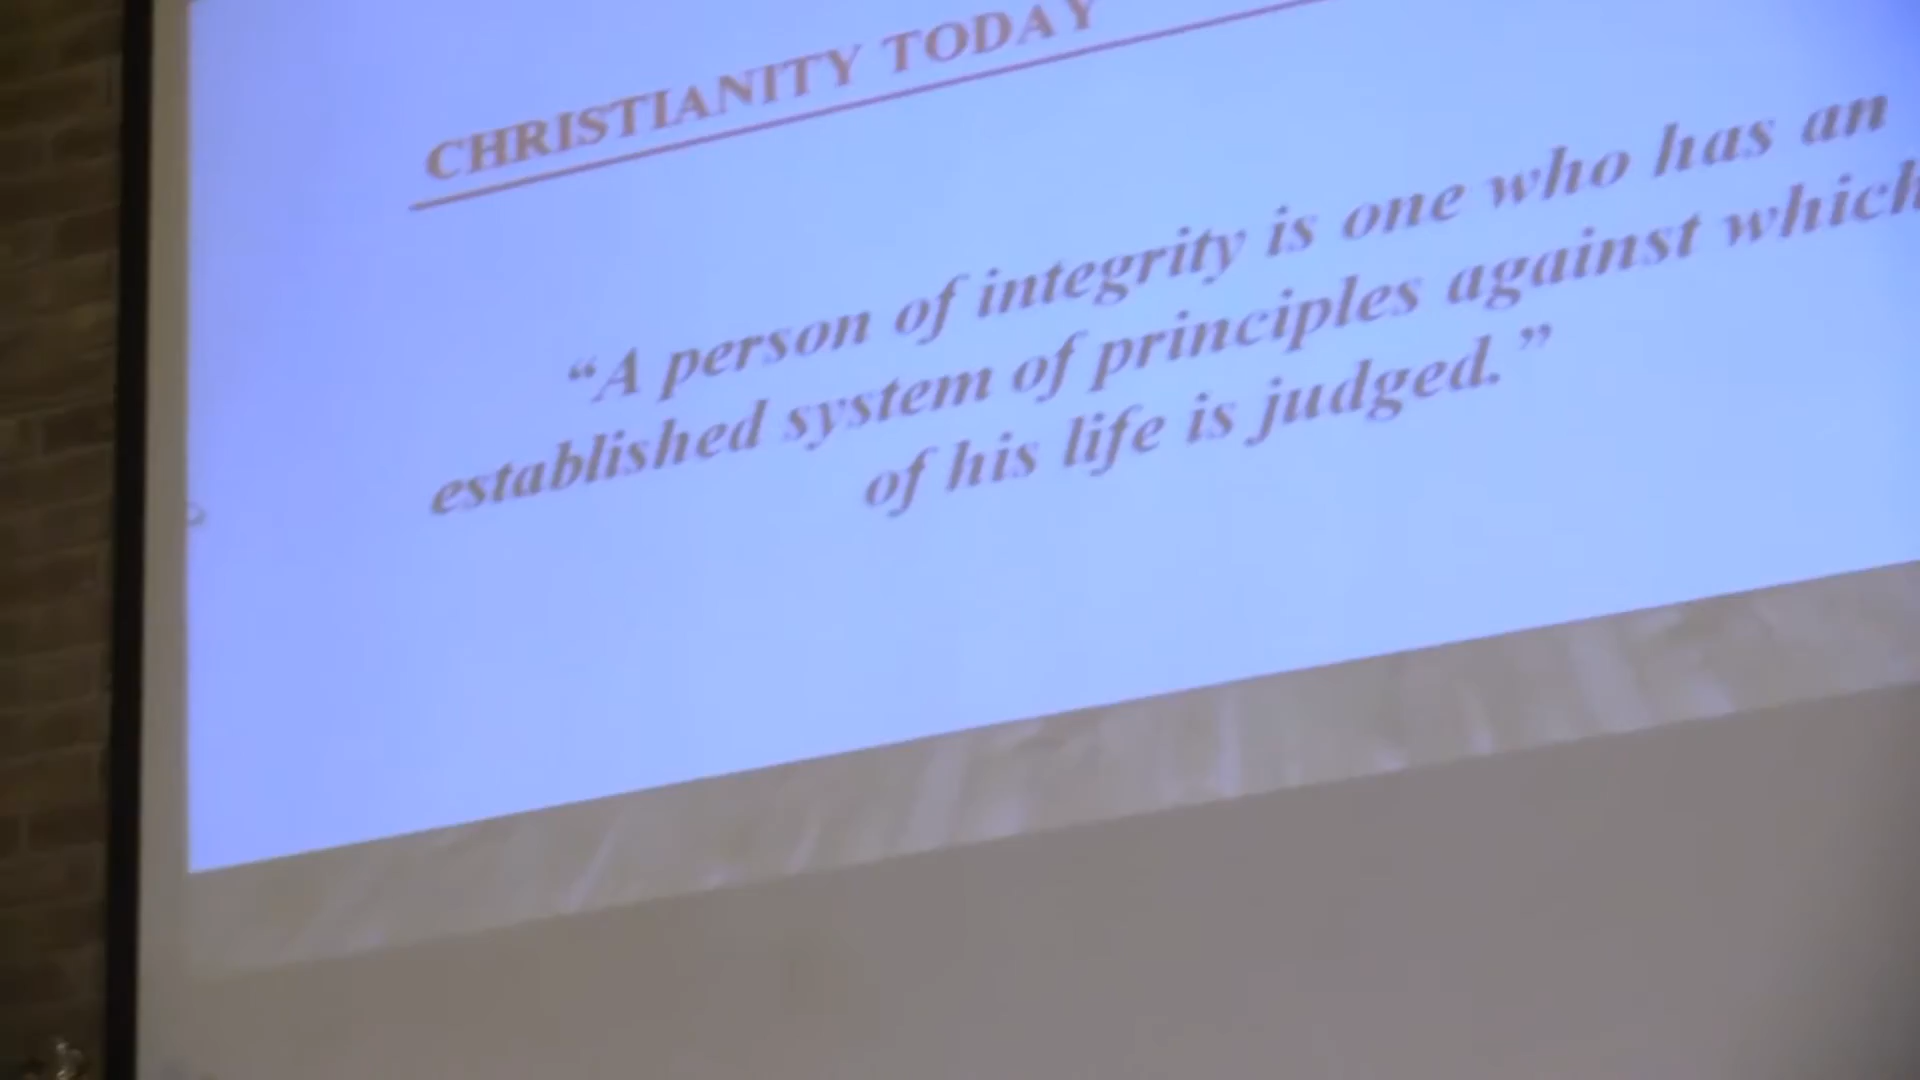 CHRISTIANITY TODAY
“A person of integrity is one who has an
established system of principles against which
of his life is judged.”